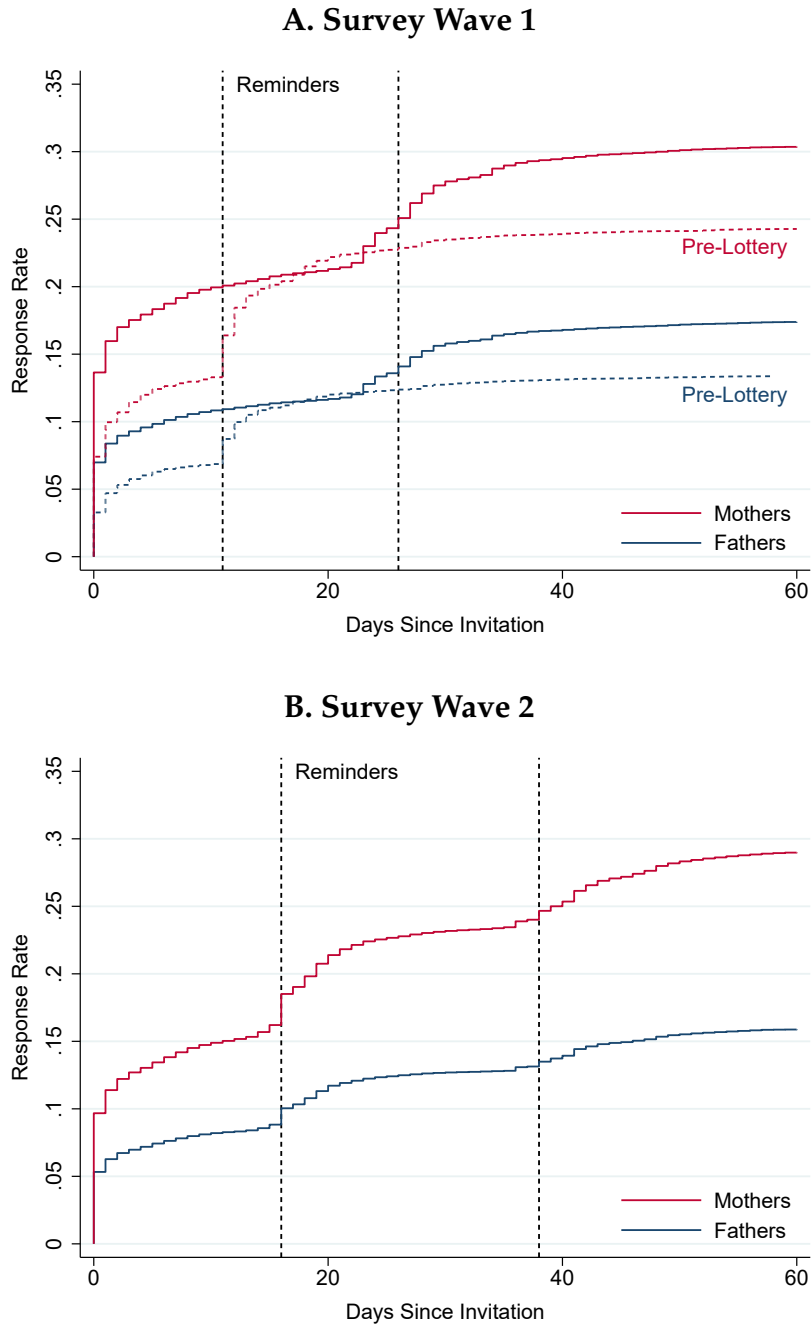 A. Survey Wave 1
Reminders
Response Rate
0
.05
.1
.15
.2
.25
.3
.35
Pre-Lottery
Pre-Lottery
Mothers
Fathers
0
20
40
60
Days Since Invitation
B. Survey Wave 2
Reminders
Response Rate
0
.05
.1
.15
.2
.25
.3
.35
Mothers
Fathers
0
20
40
60
Days Since Invitation